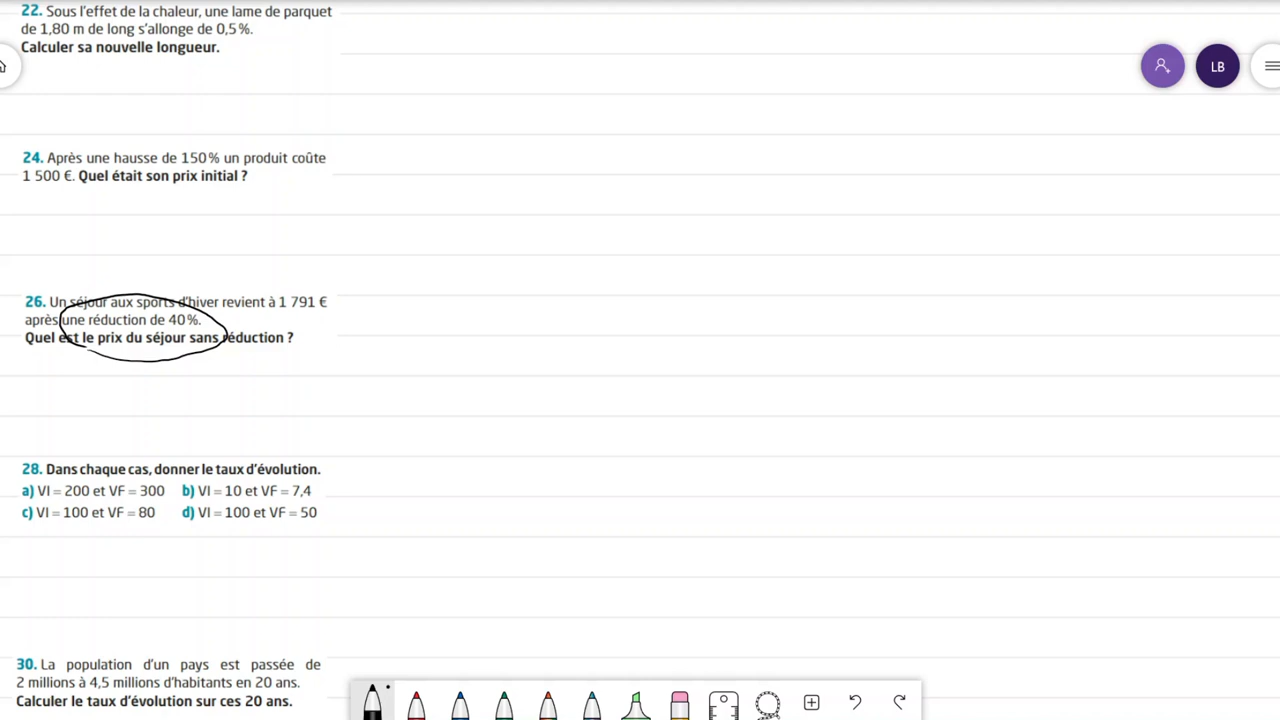 22. Sous l'effet de la chaleur, une lame de parquet
de 1,80 m de long s'allonge de 0,5 %.
Calculer sa nouvelle longueur.
LB
24. Après une hausse de 150 % un produit coûte
1 500 €. Quel était son prix initial ?
26. Un séjour aux sports d'hiver revient à 1 791 €
après une réduction de 40 %.
Quel est le prix du séjour sans réduction ?
28. Dans chaque cas, donner le taux d'évolution.
a) VI = 200 et VF = 300 b) VI = 10 et VF = 7,4
c) VI = 100 et VF = 80 d) VI = 100 et VF = 50
30. La population d'un pays est passée de
2 millions à 4,5 millions d'habitants en 20 ans.
Calculer le taux d'évolution sur ces 20 ans.